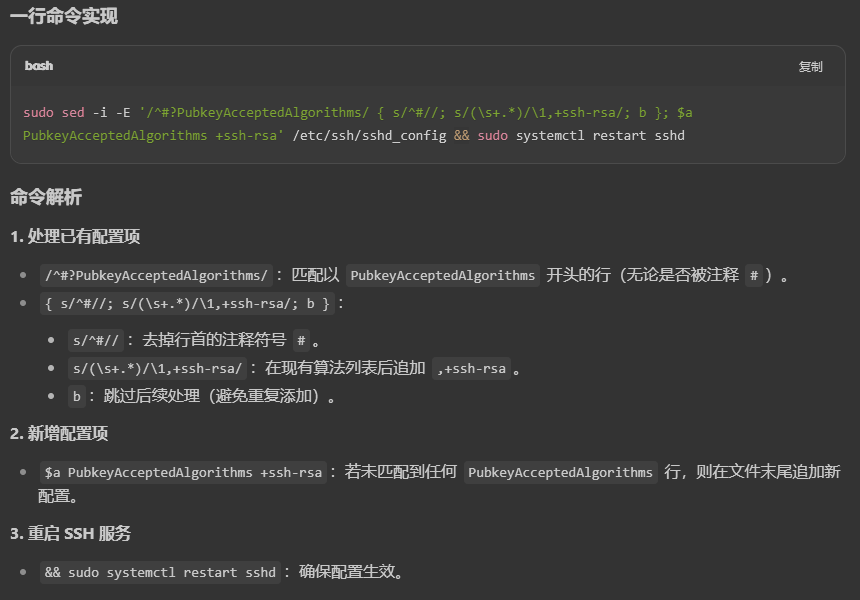 一行命令实现
bash
复制
sudo sed -i -E '/^#?PubkeyAcceptedAlgorithms/ { s/^#//; s/(\s+.*)/\1,+ssh-rsa/; b }; $a
PubkeyAcceptedAlgorithms +ssh-rsa' /etc/ssh/sshd_config && sudo systemctl restart sshd
命令解析
1. 处理已有配置项
/^#?PubkeyAcceptedAlgorithms/ ：匹配以 PubkeyAcceptedAlgorithms 开头的行（无论是否被注释 # ）。
{ s/^#//; s/(\s+.*)/\1,+ssh-rsa/; b } ：
s/^#// ：去掉行首的注释符号 # 。
s/(\s+.*)/\1,+ssh-rsa/ ：在现有算法列表后追加 ,+ssh-rsa 。
b ：跳过后续处理（避免重复添加）。
2. 新增配置项
$a PubkeyAcceptedAlgorithms +ssh-rsa ：若未匹配到任何 PubkeyAcceptedAlgorithms 行，则在文件末尾追加新
配置。
3. 重启 SSH 服务
&& sudo systemctl restart sshd ：确保配置生效。